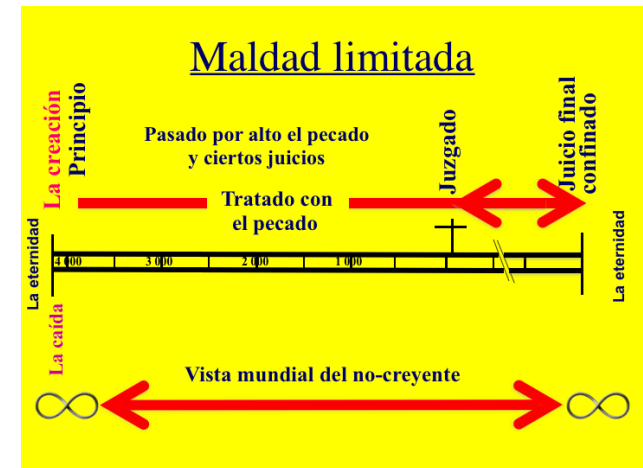 Maldad limitada
La creación
Principio
Pasado por alto el pecado
y ciertos juicios
Juzgado
Juicio final
confinado
Tratado con
el pecado
La eternidad
4 000 3 000 2 000 1 000
La eternidad
La caída
Vista mundial del no-creyente
∞ ∞